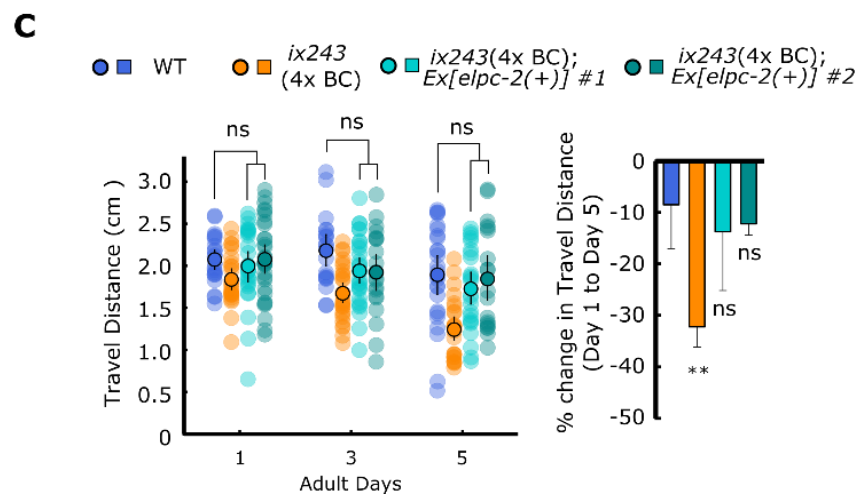 C
WT
ix243
(4x BC)
ix243(4x BC);
Ex[elpc-2(+)] #1
ix243(4x BC);
Ex[elpc-2(+)] #2
ns
ns
ns
Travel Distance (cm )
3.0
2.5
2.0
1.5
1.0
0.5
0
1
3
5
Adult Days
% change in Travel Distance
(Day 1 to Day 5)
0
-10
-20
-30
-40
-50
**
ns
ns